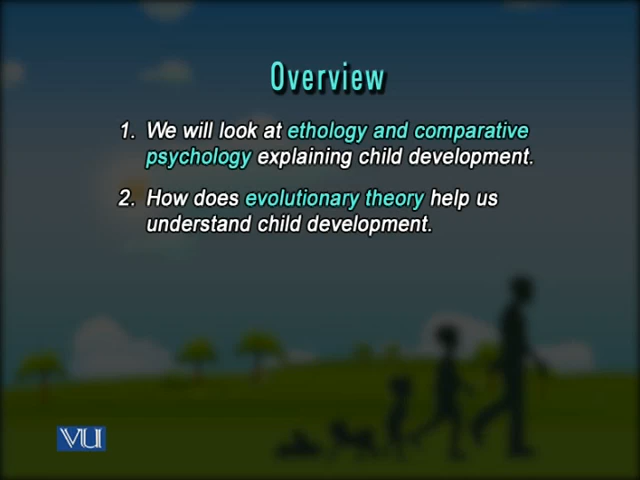 Overview
1. We will look at ethology and comparative
psychology explaining child development.
2. How does evolutionary theory help us
understand child development.
VU